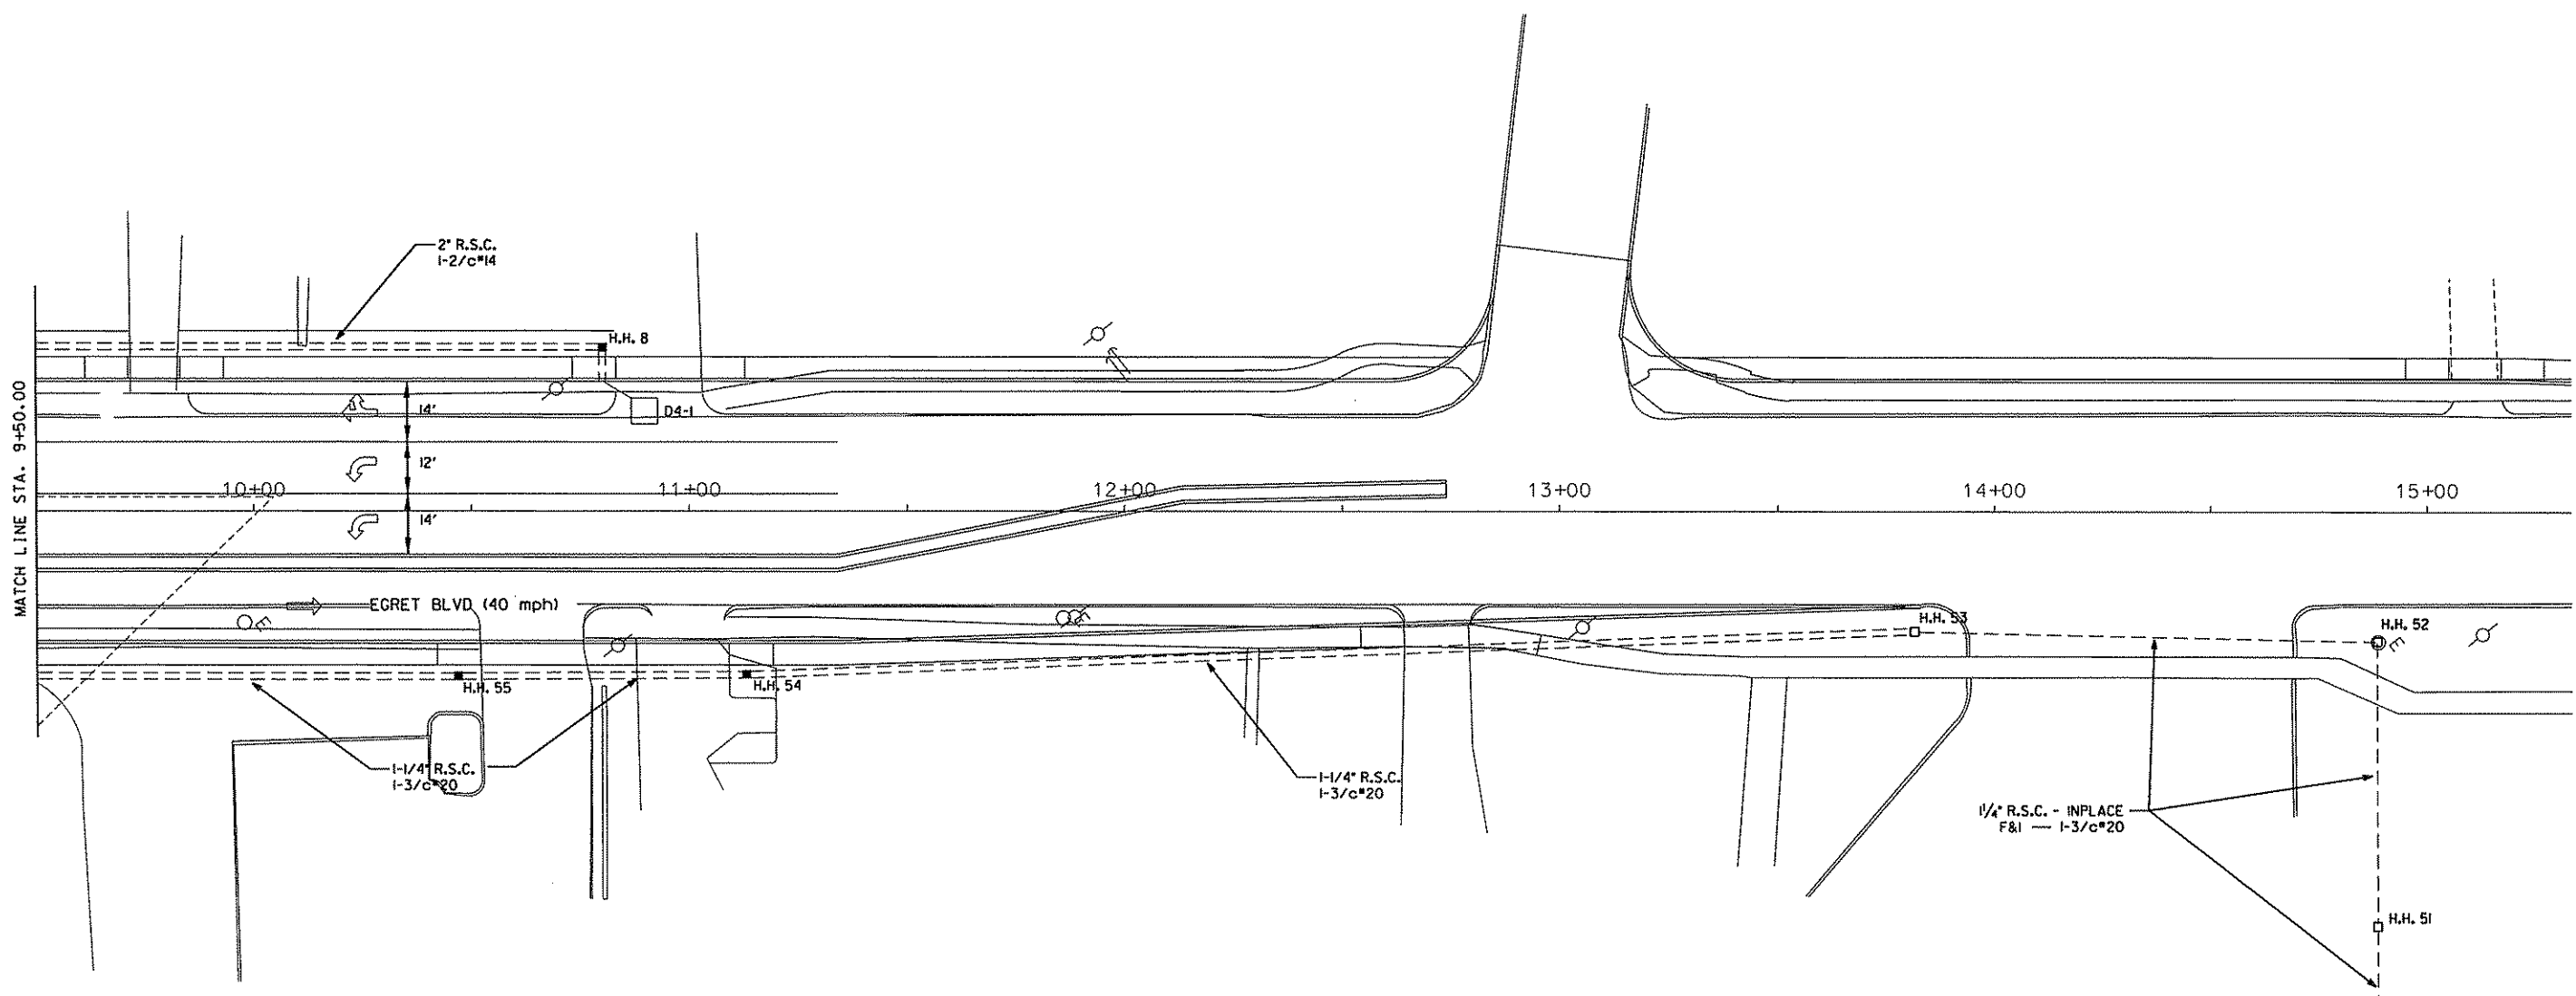 2" R.S.C.
1-2/c#14
H.H. 8
MATCH LINE STA. 9+50.00
14'
D4-1
12'
10+00
11+00
12+00
13+00
14+00
15+00
14'
EGRET BLVD (40 mph)
E
E
H.H. 53
H.H. 52
E
H.H. 55
H.H. 54
1-1/4" R.S.C.
1-3/c#20
1-1/4" R.S.C.
1-3/c#20
1¼" R.S.C. - INPLACE
F&I — 1-3/c#20
H.H. 51